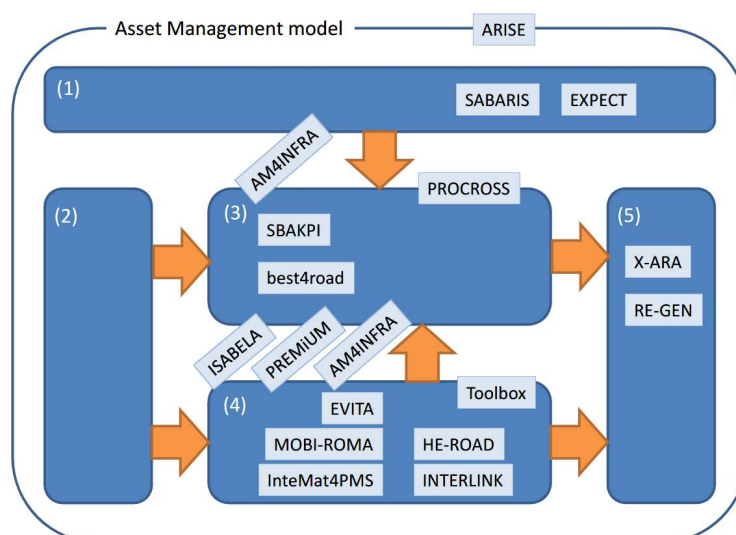 Asset Management model
ARISE
(1)
SABARIS
EXPECT
AM4INFRA
PROCROSS
(2)
(3)
SBAKPI
best4road
(5)
X-ARA
RE-GEN
ISABELA
PREMiUM
AM4INFRA
(4)
EVITA
Toolbox
MOBI-ROMA
HE-ROAD
InteMat4PMS
INTERLINK